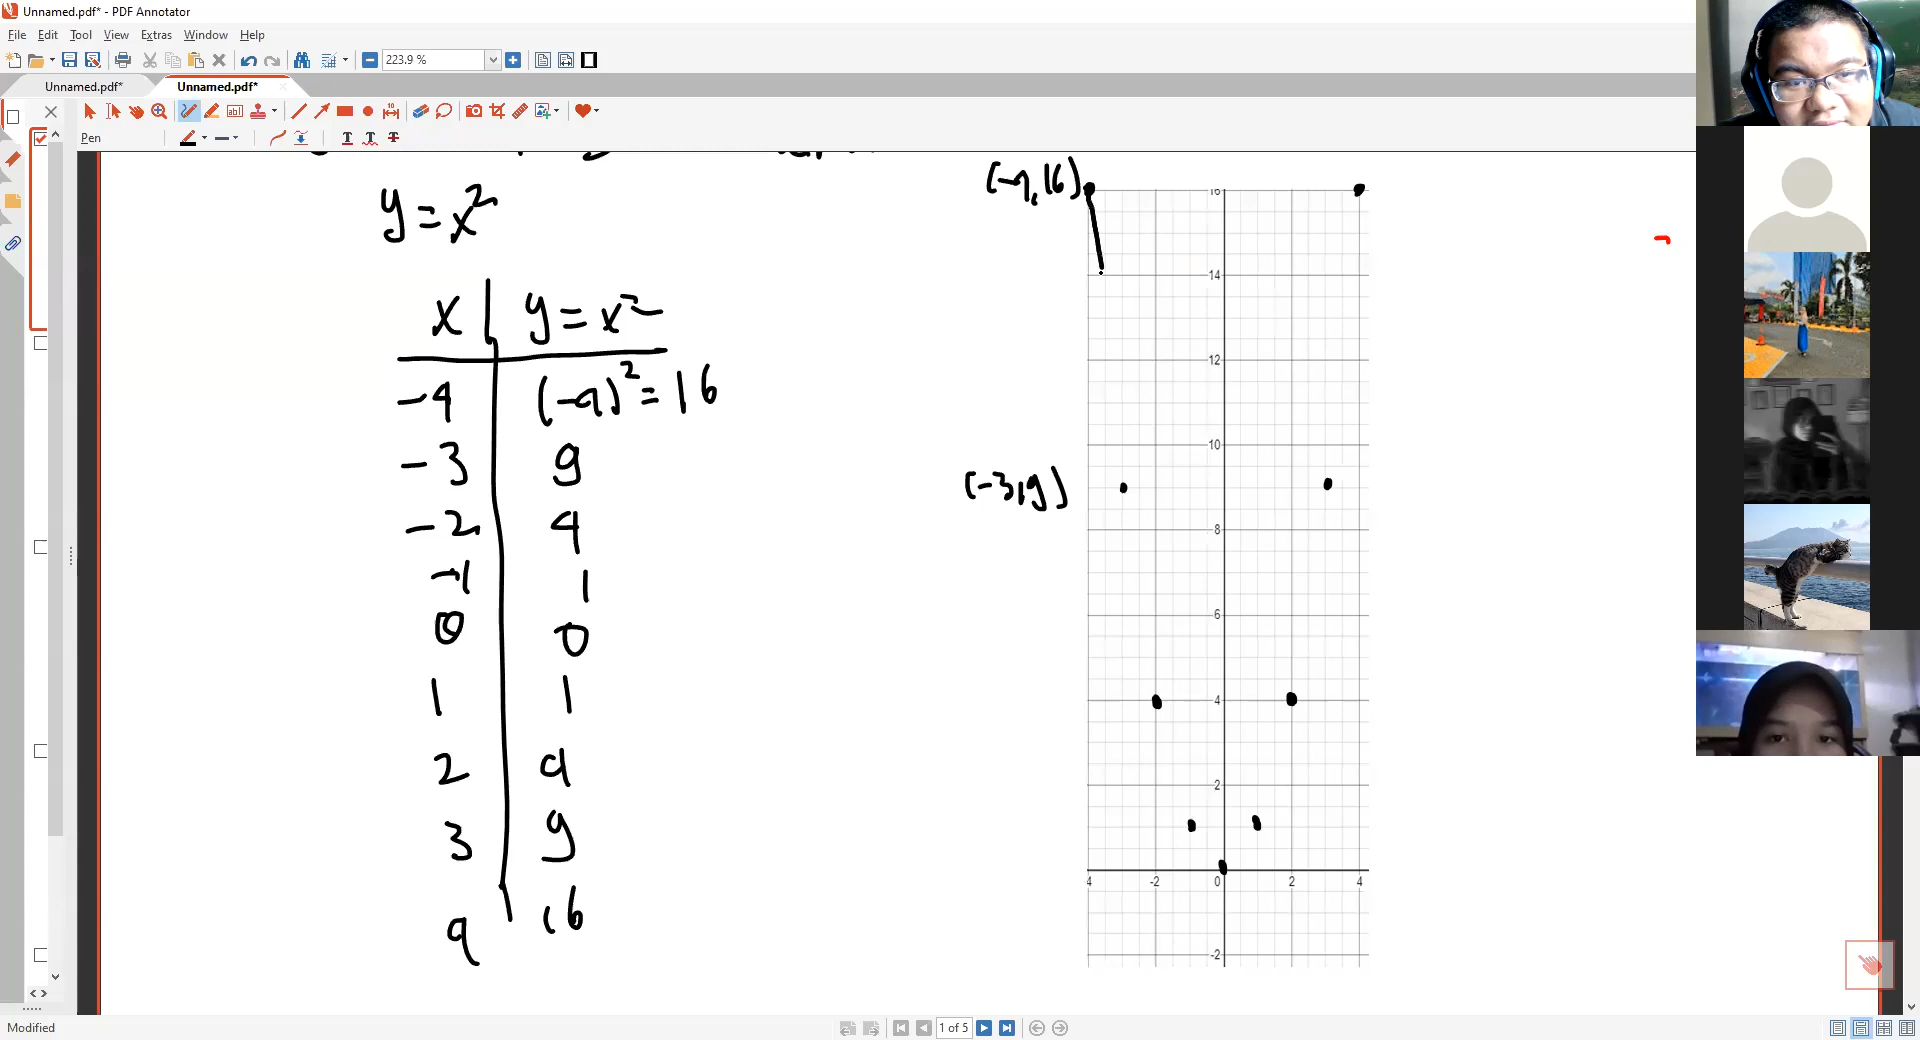 Unnamed.pdf* - PDF Annotator
File Edit Tool View Extras Window Help
223.9 %
Unnamed.pdf* Unnamed.pdf*
Pen
y = x²
x | y = x²
-4 (-4)² = 16
-3 9
-2 4
-1 1
0 0
1 1
2 4
3 9
4 16
(-4,16)
(-3,9)
16
14
12
10
8
6
4
2
4 -2 0 2 4
-2
Modified
1 of 5